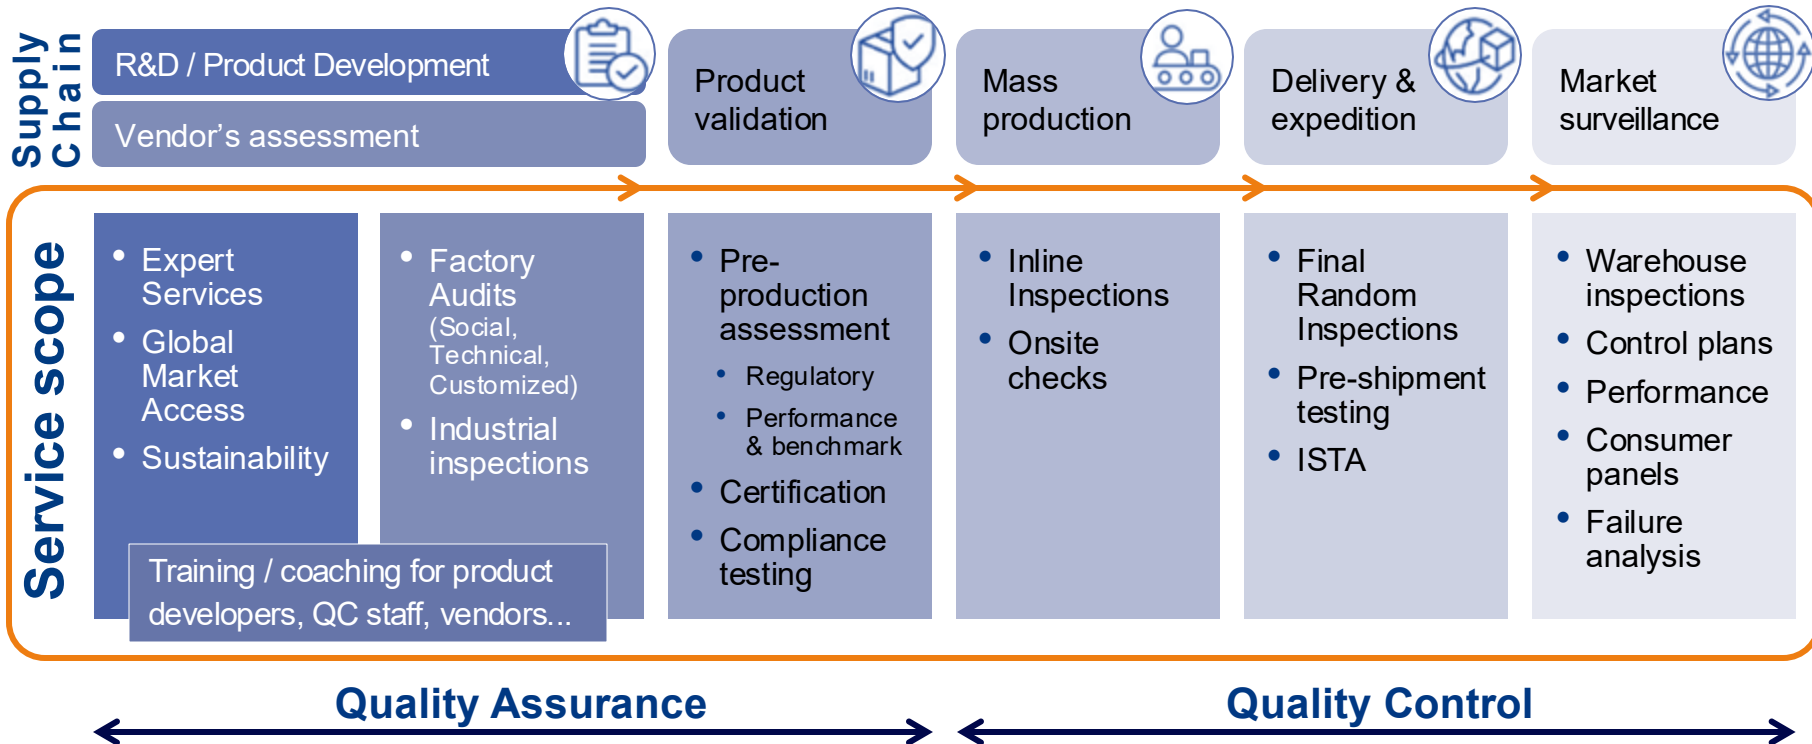 Supply
Chain
R&D / Product Development
Vendor's assessment
Product
validation
Mass
production
Delivery &
expedition
Market
surveillance
Service scope
• Expert
Services
• Global
Market
Access
• Sustainability
• Factory
Audits
(Social,
Technical,
Customized)
• Industrial
inspections
Training / coaching for product
developers, QC staff, vendors...
• Pre-
production
assessment
• Regulatory
• Performance
& benchmark
• Certification
• Compliance
testing
• Inline
Inspections
• Onsite
checks
• Final
Random
Inspections
• Pre-shipment
testing
• ISTA
• Warehouse
inspections
• Control plans
• Performance
• Consumer
panels
• Failure
analysis
Quality Assurance
Quality Control